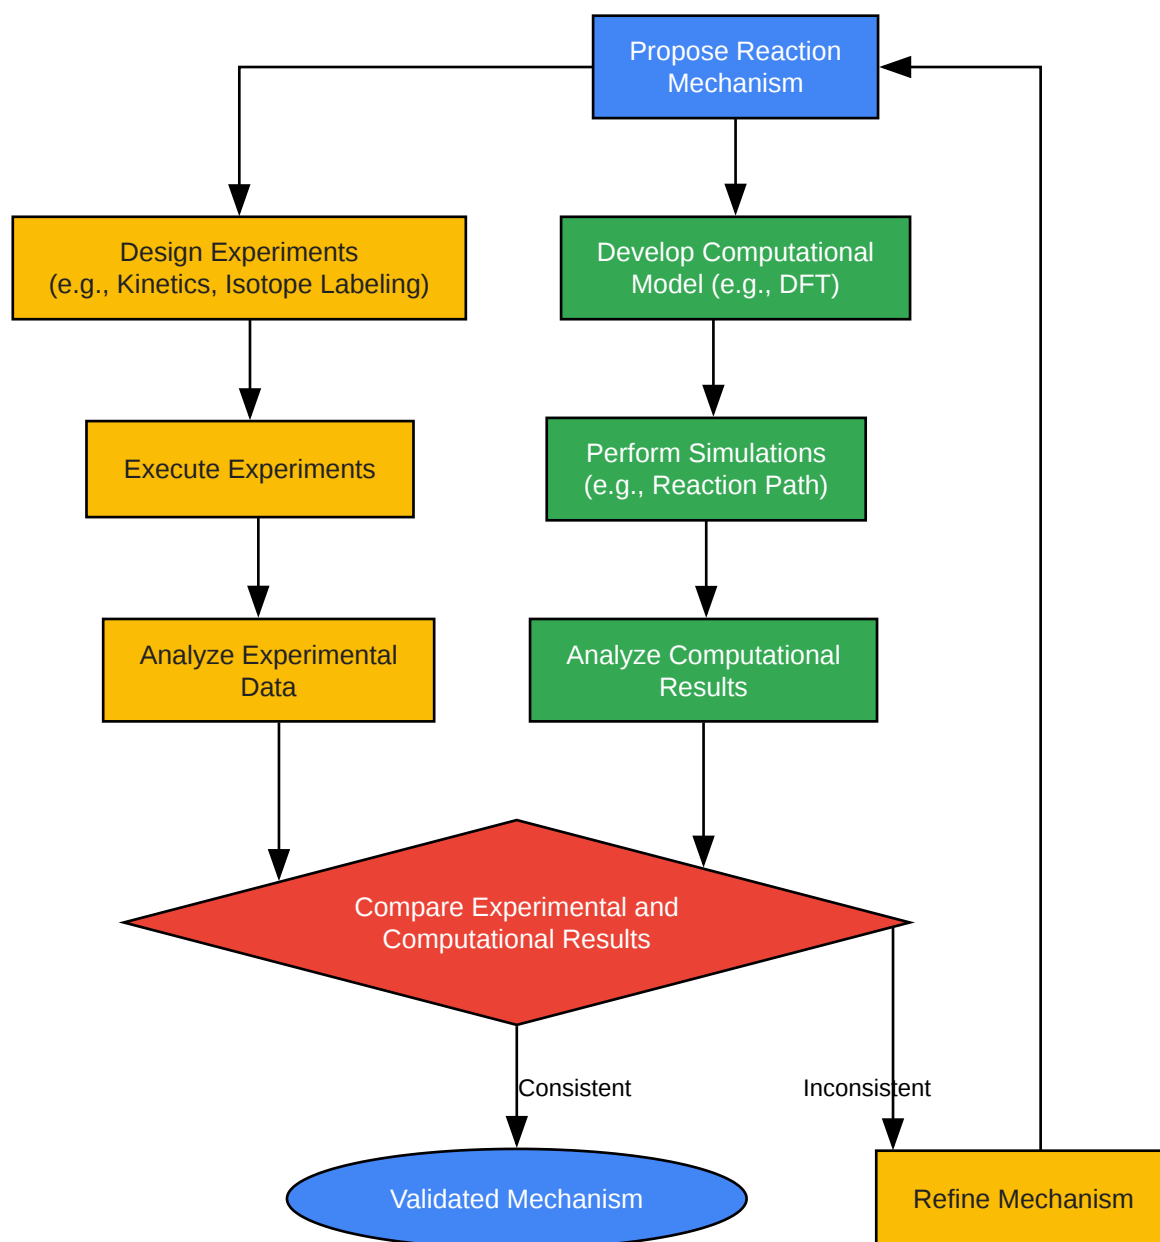 Propose Reaction
Mechanism
Design Experiments
(e.g., Kinetics, Isotope Labeling)
Develop Computational
Model (e.g., DFT)
Execute Experiments
Perform Simulations
(e.g., Reaction Path)
Analyze Experimental
Data
Analyze Computational
Results
Compare Experimental and
Computational Results
Consistent
Inconsistent
Validated Mechanism
Refine Mechanism